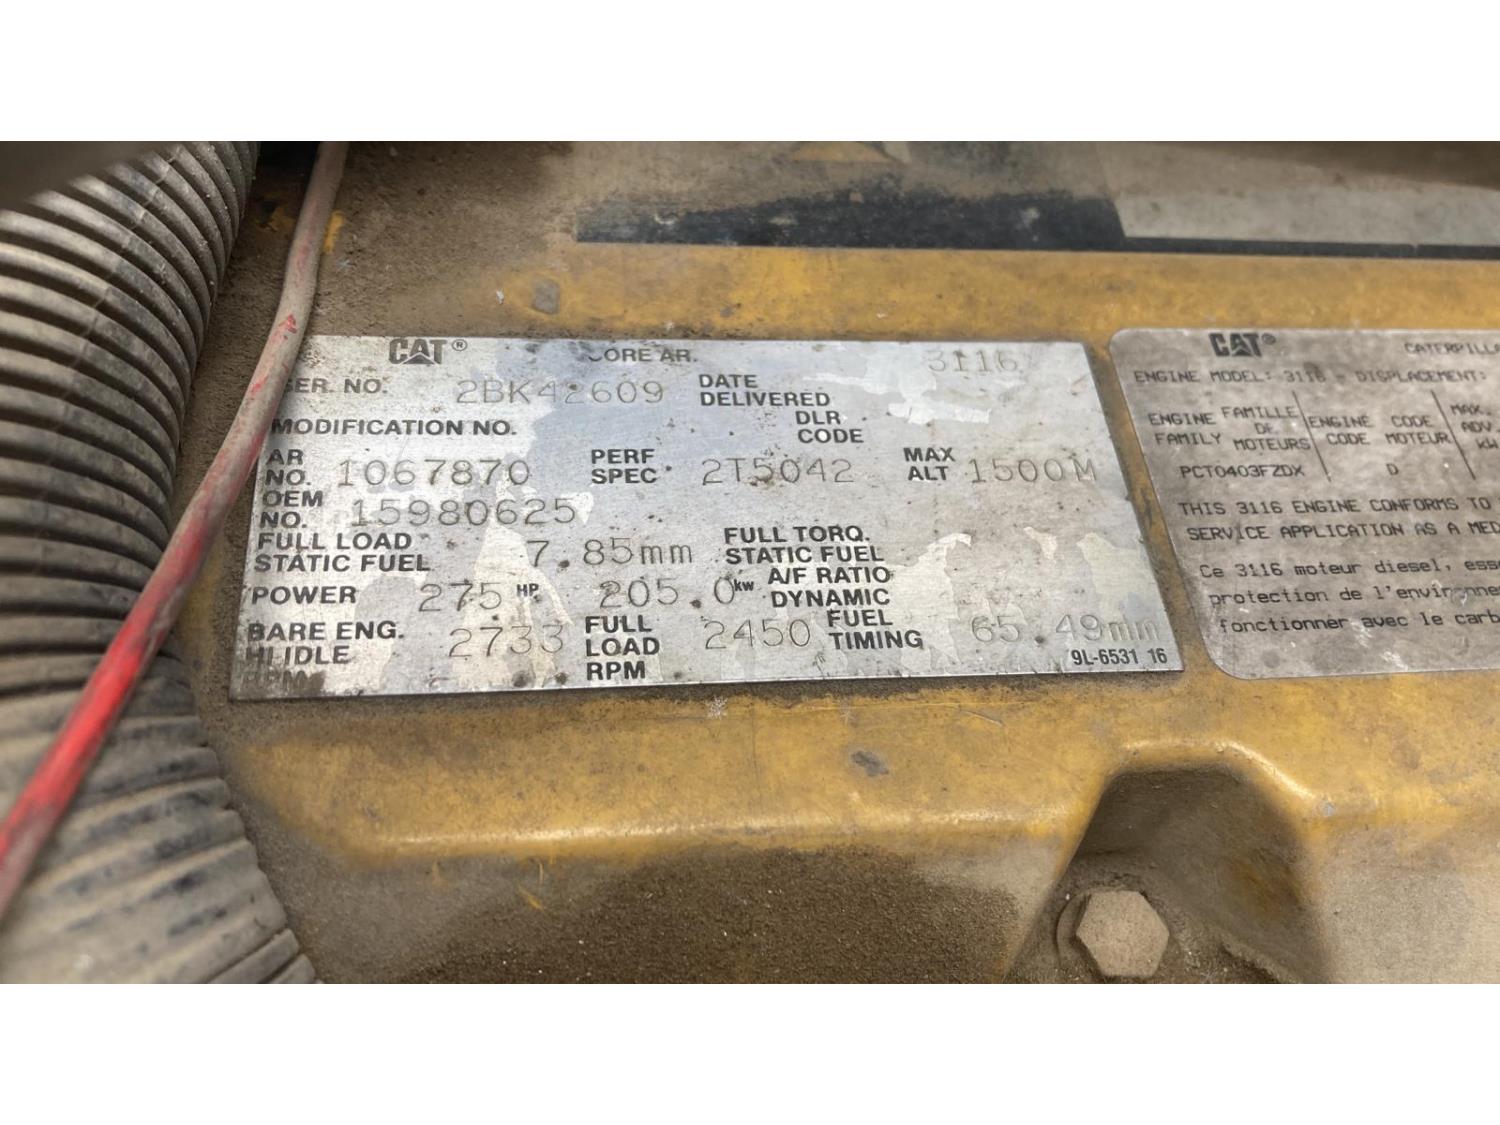 CAT®
CORE AR.
3116
SER. NO. 2BK42609
DATE DELIVERED
MODIFICATION NO.
DLR CODE
AR NO. 1067870
PERF SPEC 2T5042
MAX ALT 1500M
OEM NO. 15980625
FULL LOAD STATIC FUEL 7.85mm
FULL TORQ. STATIC FUEL
POWER 275 HP 205.0 kw
A/F RATIO DYNAMIC
BARE ENG. HI IDLE RPM 2733
FULL LOAD RPM 2450
FUEL TIMING 65.49mm
9L-6531 16
CAT®
ENGINE MODEL: 3116 - DISPLACEMENT:
ENGINE FAMILY FAMILLE DE MOTEURS
ENGINE CODE CODE MOTEUR
MAX.
ADV.
kW
PCT0403FZDX D
THIS 3116 ENGINE CONFORMS TO
SERVICE APPLICATION AS A
Ce 3116 moteur diesel,
protection de
fonctionner avec le